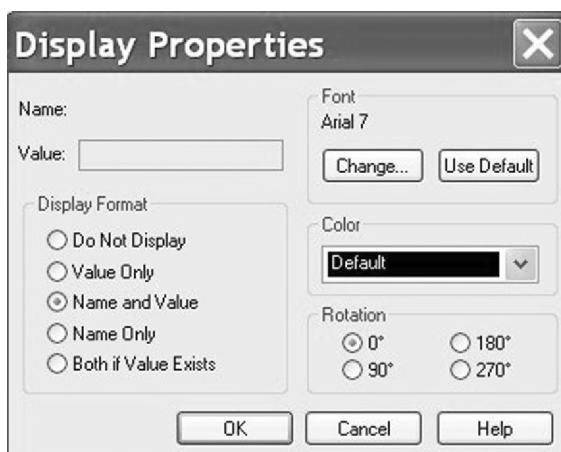 Display Properties
Name:
Value:
Display Format
Do Not Display
Value Only
Name and Value
Name Only
Both if Value Exists
Font
Arial 7
Change...
Use Default
Color
Default
Rotation
0° 180°
90° 270°
OK Cancel Help